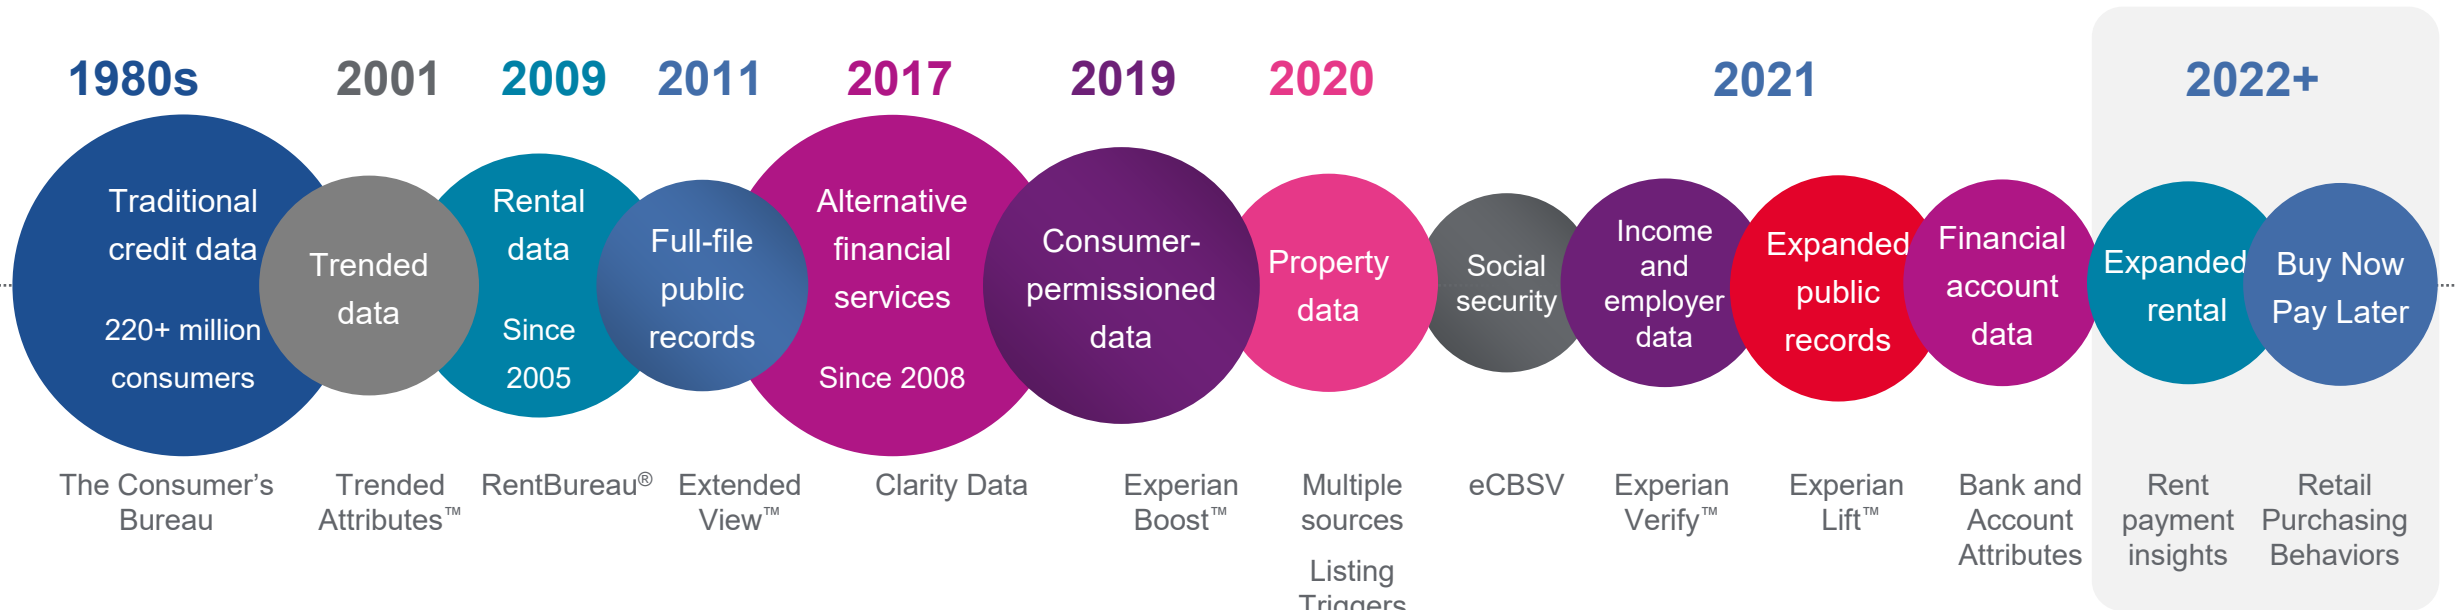 1980s
2001
2009
2011
2017
2019
2020
2021
2022+
Traditional
credit data
220+ million
consumers
Trended
data
Rental
data
Since
2005
Full-file
public
records
Alternative
financial
services
Since 2008
Consumer-
permissioned
data
Property
data
Social
security
Income
and
employer
data
Expanded
public
records
Financial
account
data
Expanded
rental
Buy Now
Pay Later
The Consumer’s
Bureau
Trended
Attributes™
RentBureau®
Extended
View™
Clarity Data
Experian
Boost™
Multiple
sources
Listing
Triggers
eCBSV
Experian
Verify™
Experian
Lift™
Bank and
Account
Attributes
Rent
payment
insights
Retail
Purchasing
Behaviors